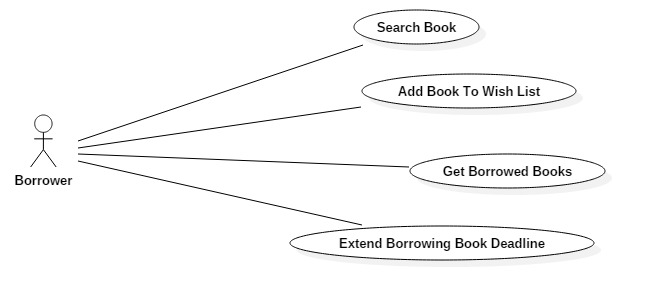 Search Book
Add Book To Wish List
Borrower
Get Borrowed Books
Extend Borrowing Book Deadline